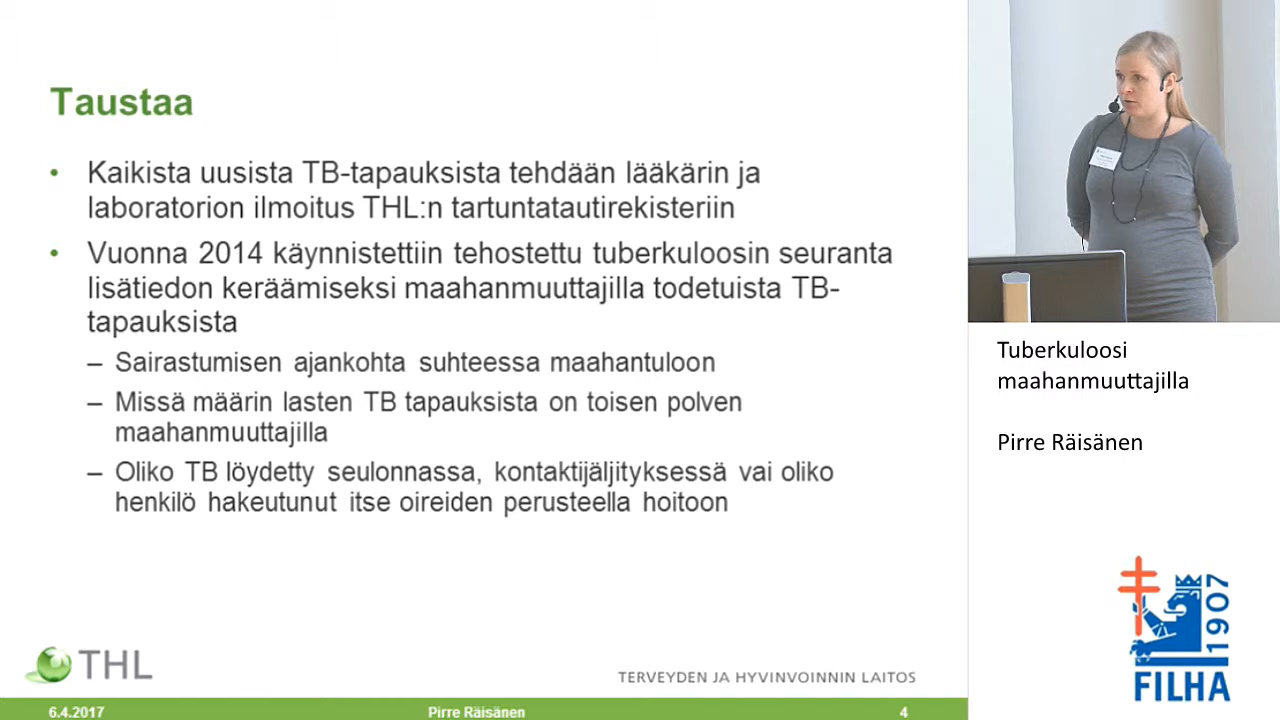 Taustaa
• Kaikista uusista TB-tapauksista tehdään lääkärin ja
laboratorion ilmoitus THL:n tartuntatautirekisteriin
• Vuonna 2014 käynnistettiin tehostettu tuberkuloosin seuranta
lisätiedon keräämiseksi maahanmuuttajilla todetuista TB-
tapauksista
– Sairastumisen ajankohta suhteessa maahantuloon
– Missä määrin lasten TB tapauksista on toisen polven
maahanmuuttajilla
– Oliko TB löydetty seulonnassa, kontaktijäljityksessä vai oliko
henkilö hakeutunut itse oireiden perusteella hoitoon
THL
TERVEYDEN JA HYVINVOINNIN LAITOS
6.4.2017
Pirre Räisänen
4
Tuberkuloosi
maahanmuuttajilla
Pirre Räisänen
1907
FILHA